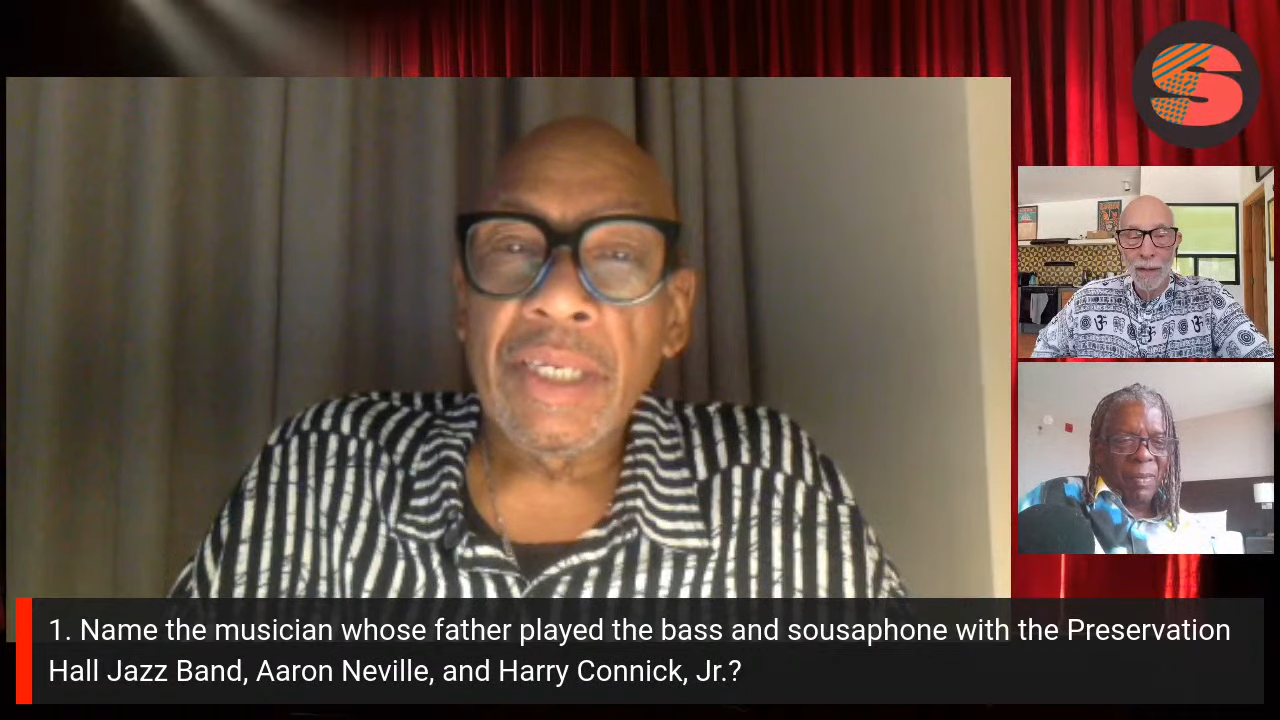 S
1. Name the musician whose father played the bass and sousaphone with the Preservation
Hall Jazz Band, Aaron Neville, and Harry Connick, Jr.?